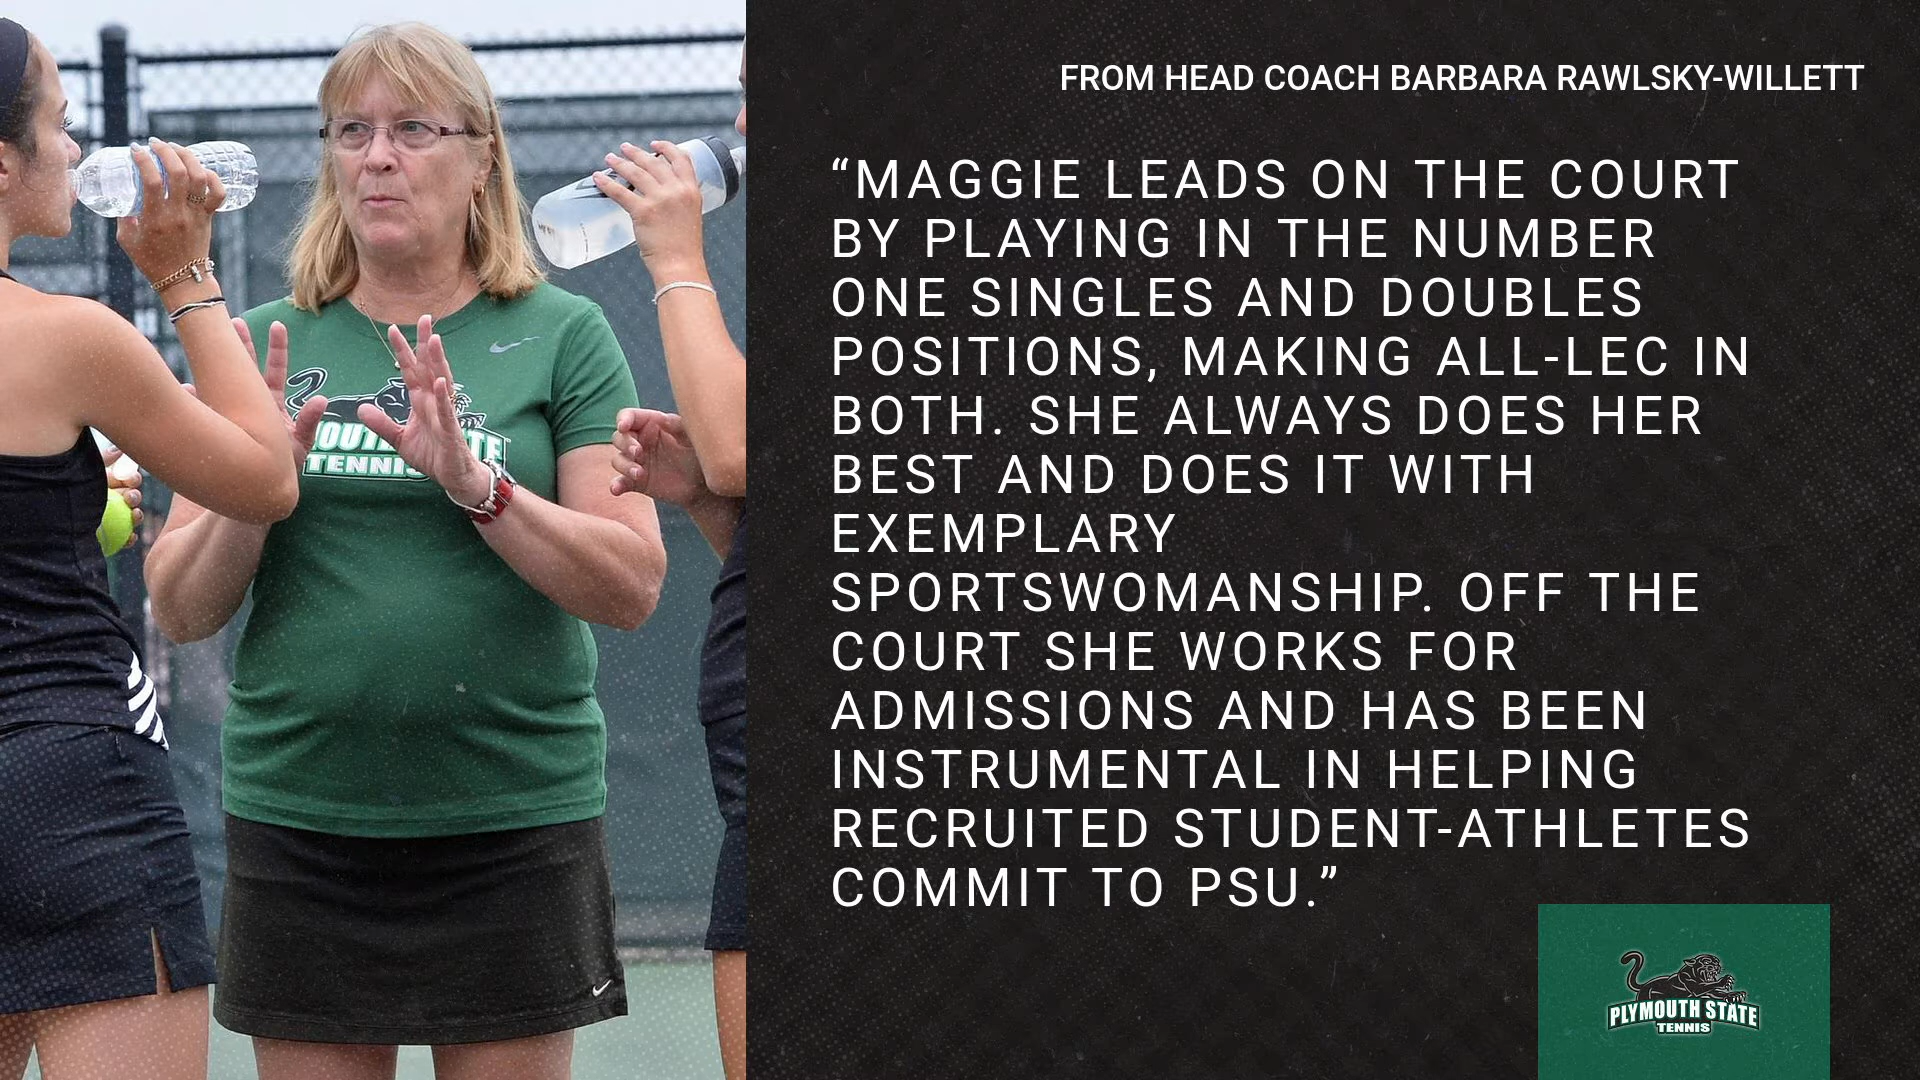 FROM HEAD COACH BARBARA RAWLSKY-WILLETT
“MAGGIE LEADS ON THE COURT
BY PLAYING IN THE NUMBER
ONE SINGLES AND DOUBLES
POSITIONS, MAKING ALL-LEC IN
BOTH. SHE ALWAYS DOES HER
BEST AND DOES IT WITH
EXEMPLARY
SPORTSWOMANSHIP. OFF THE
COURT SHE WORKS FOR
ADMISSIONS AND HAS BEEN
INSTRUMENTAL IN HELPING
RECRUITED STUDENT-ATHLETES
COMMIT TO PSU.”
TENNIS
PLYMOUTH STATE
TENNIS